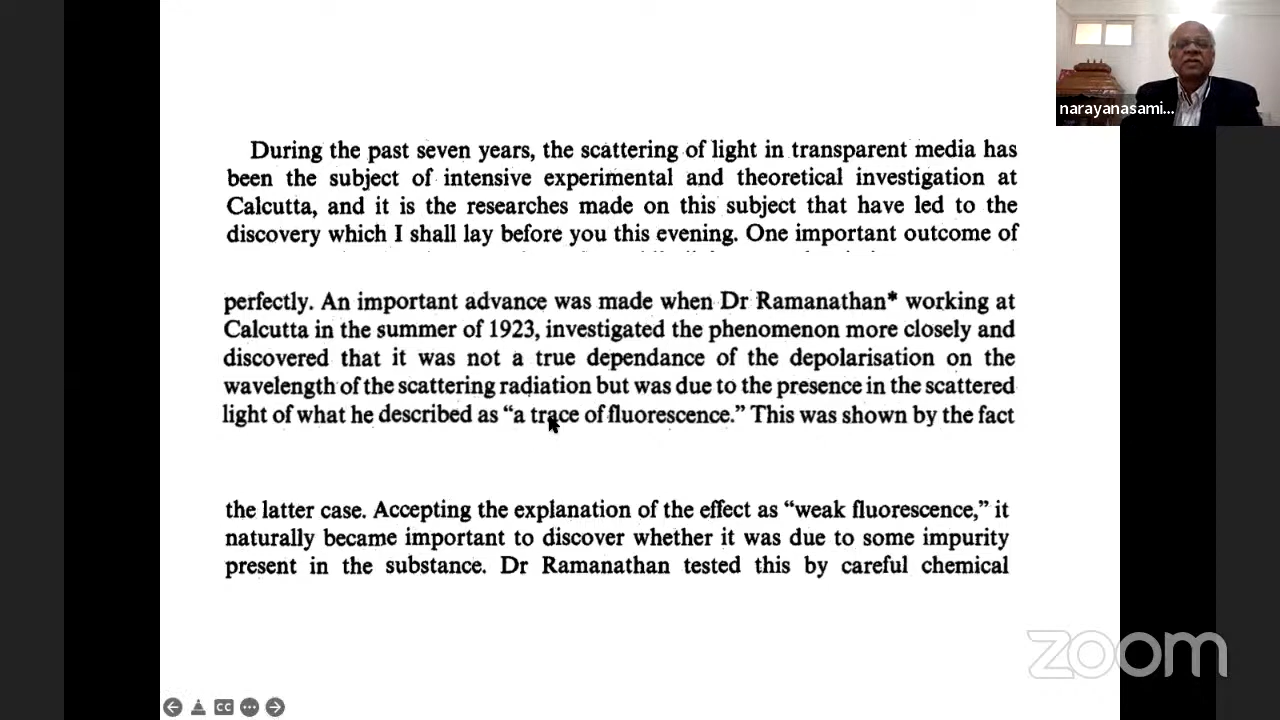 narayanasami...
During the past seven years, the scattering of light in transparent media has
been the subject of intensive experimental and theoretical investigation at
Calcutta, and it is the researches made on this subject that have led to the
discovery which I shall lay before you this evening. One important outcome of
perfectly. An important advance was made when Dr Ramanathan* working at
Calcutta in the summer of 1923, investigated the phenomenon more closely and
discovered that it was not a true dependance of the depolarisation on the
wavelength of the scattering radiation but was due to the presence in the scattered
light of what he described as “a trace of fluorescence.” This was shown by the fact
the latter case. Accepting the explanation of the effect as “weak fluorescence,” it
naturally became important to discover whether it was due to some impurity
present in the substance. Dr Ramanathan tested this by careful chemical
zoom
CC